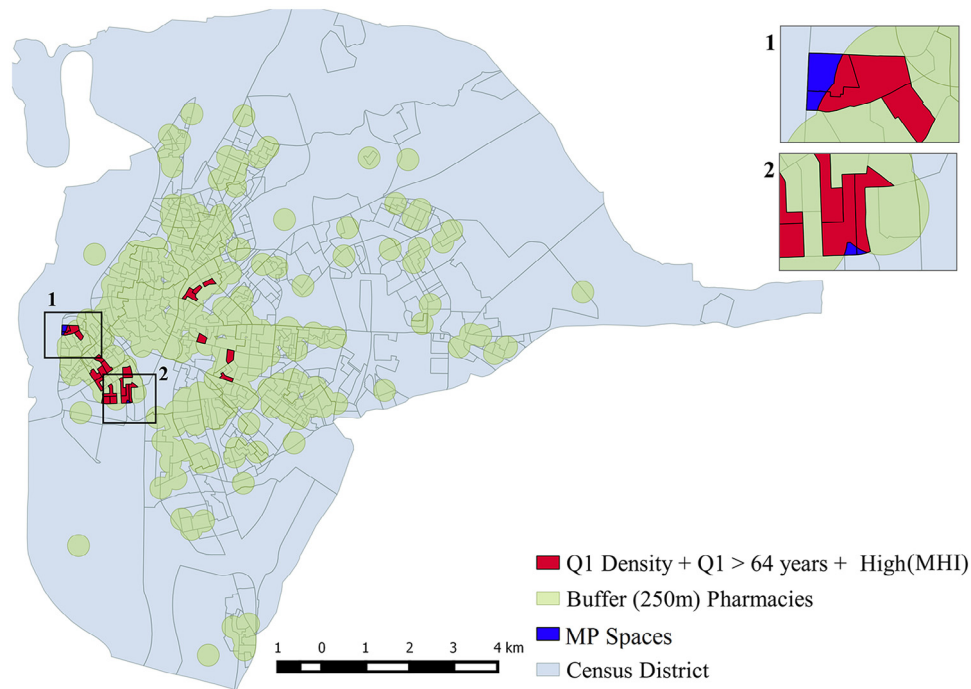 1
2
1
2
Q1 Density + Q1 > 64 years + High(MHI)
Buffer (250m) Pharmacies
MP Spaces
Census District
1 0 1 2 3 4 km